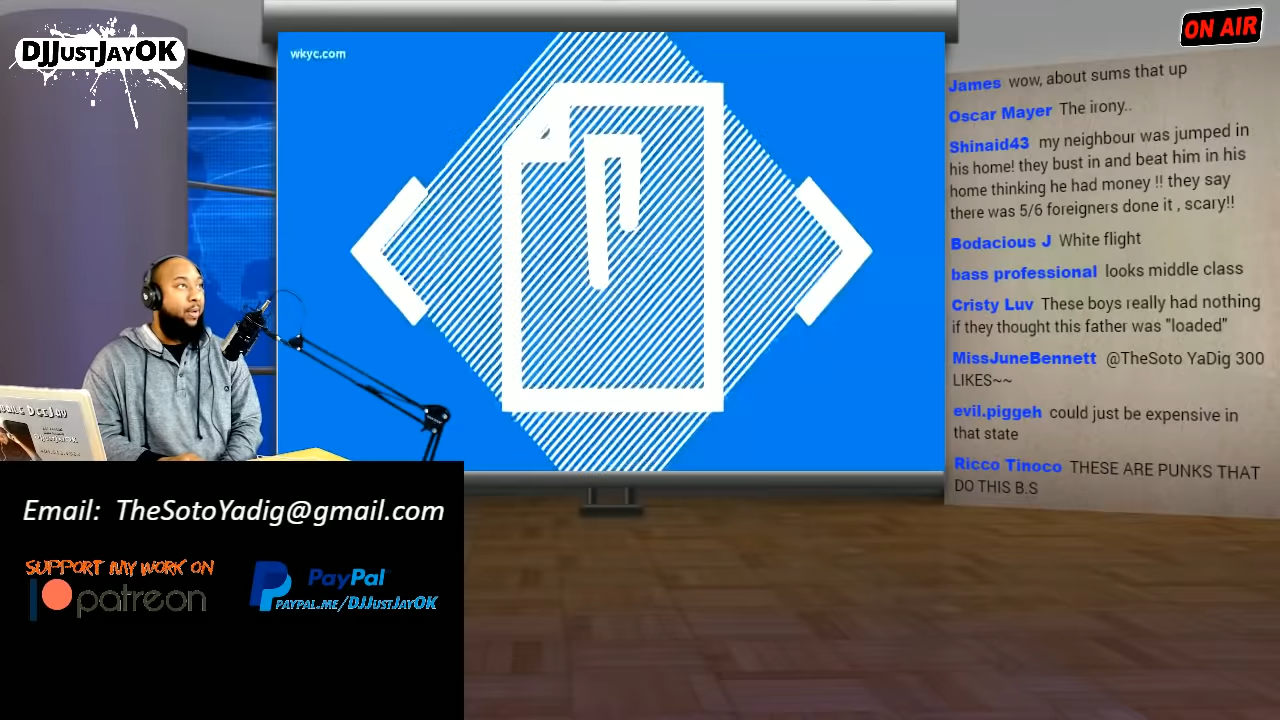 DJJustJayOK
wkyc.com
ON AIR
James wow, about sums that up
Oscar Mayer The irony..
Shinaid43 my neighbour was jumped in
his home! they bust in and beat him in his
home thinking he had money !! they say
there was 5/6 foreigners done it , scary!!
Bodacious J White flight
bass professional looks middle class
Cristy Luv These boys really had nothing
if they thought this father was "loaded"
MissJuneBennett @TheSoto YaDig 300
LIKES~~
evil.piggeh could just be expensive in
that state
Ricco Tinoco THESE ARE PUNKS THAT
DO THIS B.S
Email: TheSotoYadig@gmail.com
SUPPORT MY WORK ON
patreon
PayPal
PAYPAL.ME/DJJUSTJAYOK